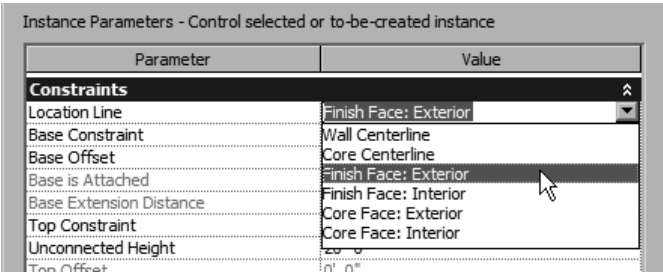 Instance Parameters - Control selected or to-be-created instance
Parameter Value
Constraints
Location Line Finish Face: Exterior
Base Constraint Wall Centerline
Base Offset Core Centerline
Base is Attached Finish Face: Exterior
Base Extension Distance Finish Face: Interior
Top Constraint Core Face: Exterior
Unconnected Height Core Face: Interior
Top Offset 0' 0"